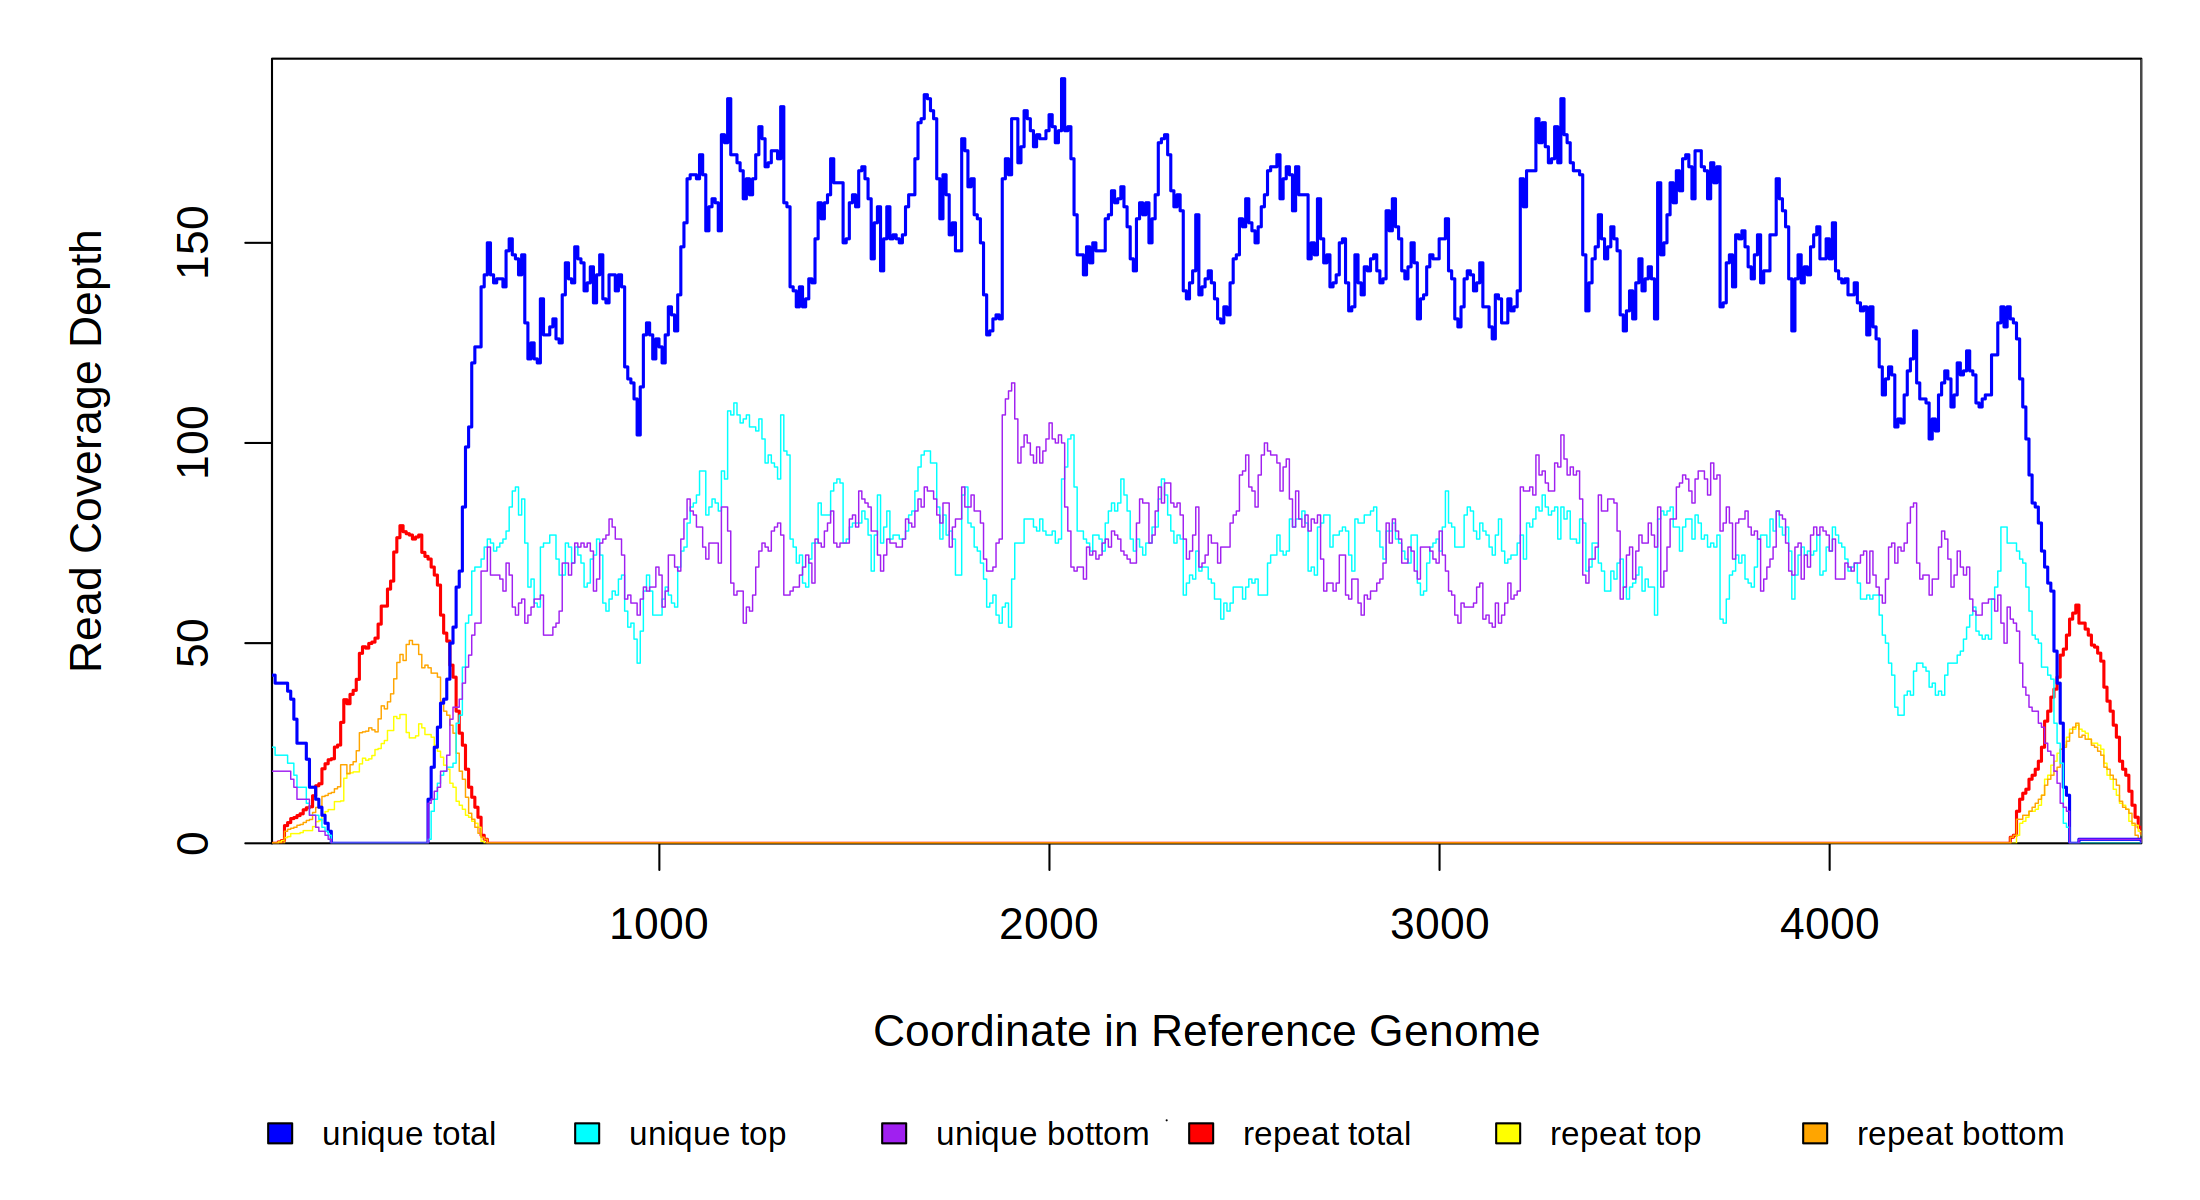 Read Coverage Depth
150
100
50
0
1000 2000 3000 4000
Coordinate in Reference Genome
unique total unique top unique bottom repeat total repeat top repeat bottom